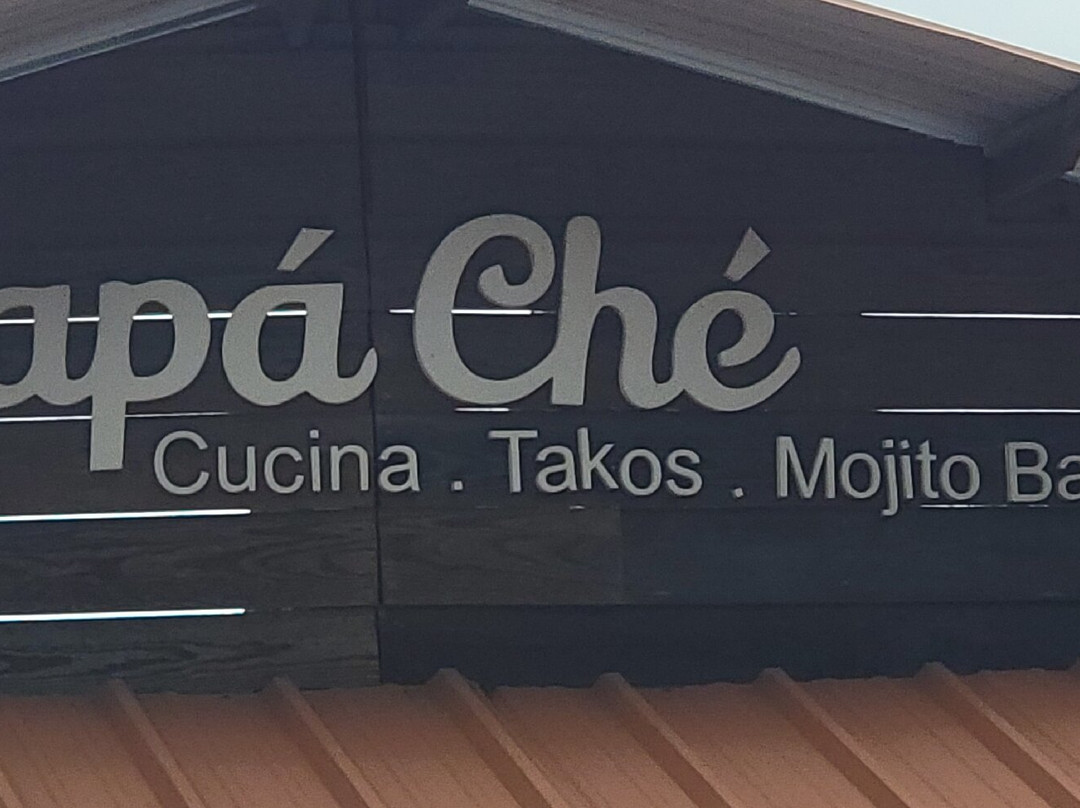 apá Ché
Cucina . Takos . Mojito Ba